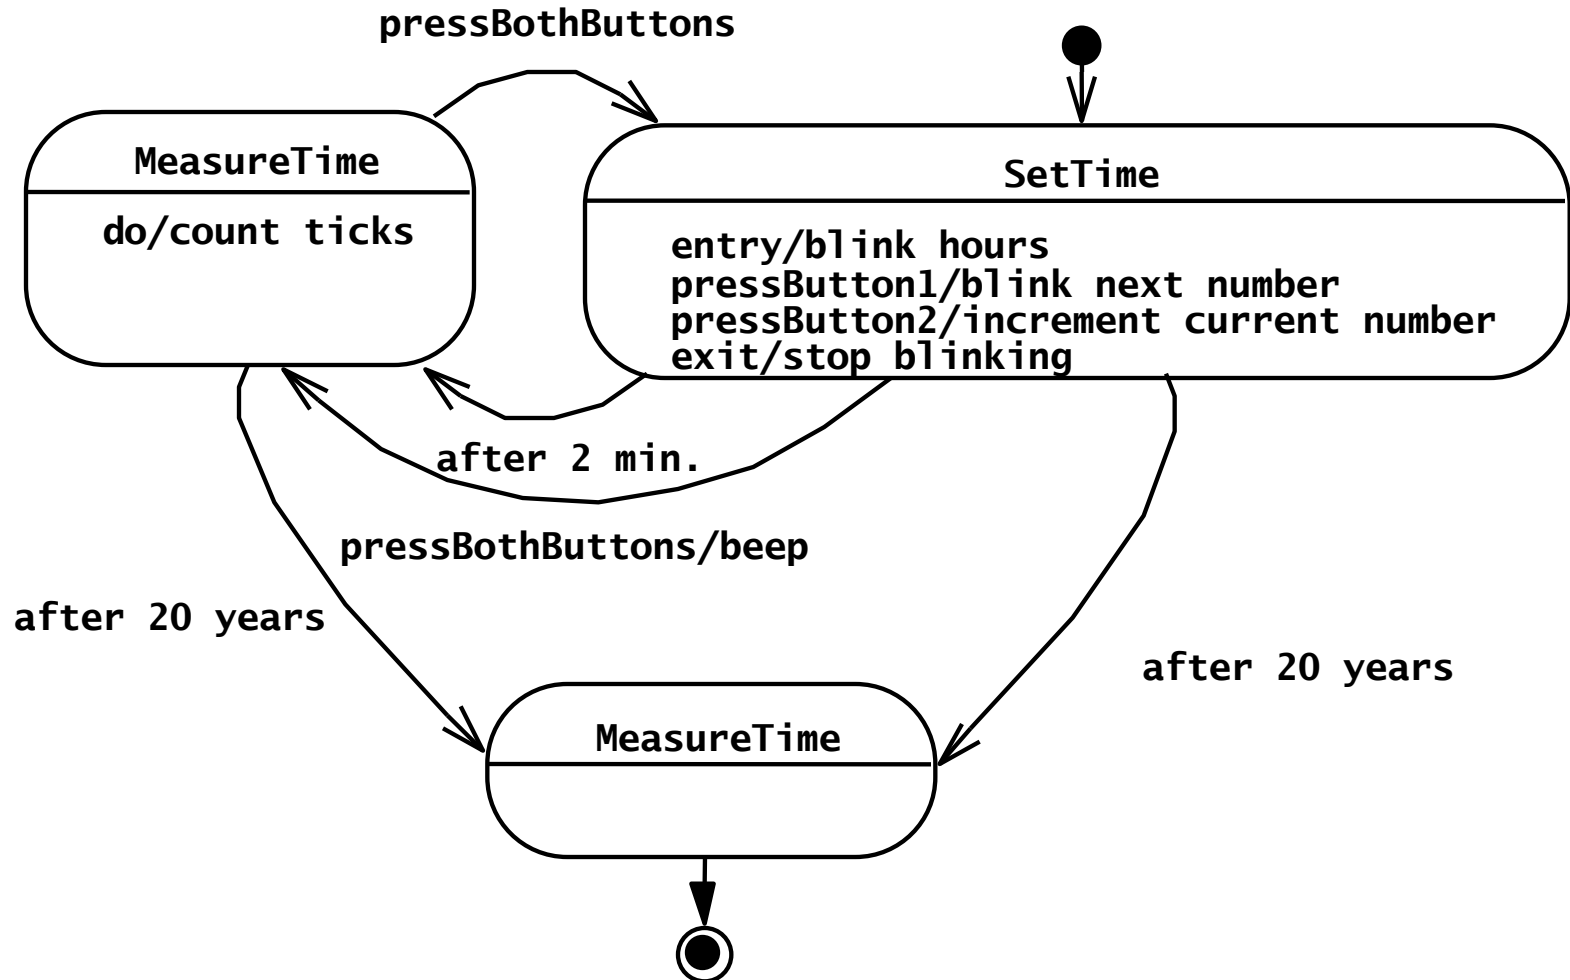 pressBothButtons
MeasureTime
do/count ticks
SetTime
entry/blink hours
pressButton1/blink next number
pressButton2/increment current number
exit/stop blinking
after 2 min.
pressBothButtons/beep
after 20 years
after 20 years
MeasureTime